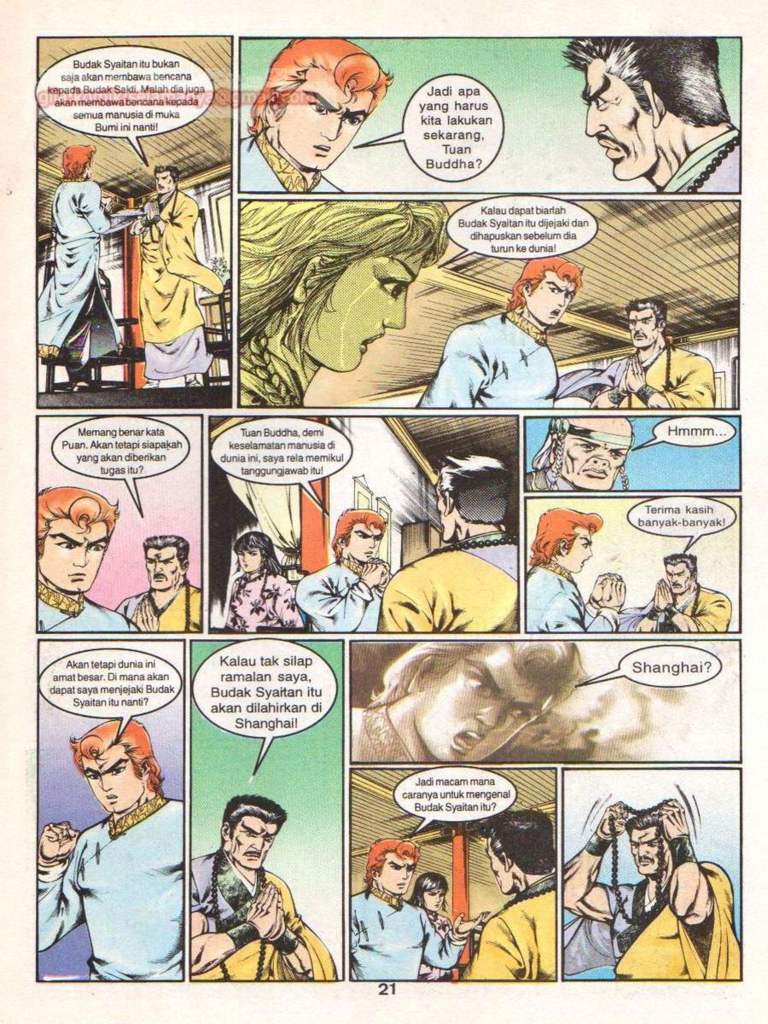 Budak Syaitan itu bukan
saja akan membawa bencana
kepada Budak Sakti. Malah dia juga
akan membawa bencana kepada
semua manusia di muka
Bumi ini nanti!
Jadi apa
yang harus
kita lakukan
sekarang,
Tuan
Buddha?
Kalau dapat biarlah
Budak Syaitan itu dijejaki dan
dihapuskan sebelum dia
turun ke dunia!
Memang benar kata
Puan. Akan tetapi siapakah
yang akan diberikan
tugas itu?
Tuan Buddha, demi
keselamatan manusia di
dunia ini, saya rela memikul
tanggungjawab itu!
Hmmm...
Terima kasih
banyak-banyak!
Akan tetapi dunia ini
amat besar. Di mana akan
dapat saya menjejaki Budak
Syaitan itu nanti?
Kalau tak silap
ramalan saya,
Budak Syaitan itu
akan dilahirkan di
Shanghai!
Shanghai?
Jadi macam mana
caranya untuk mengenal
Budak Syaitan itu?
21